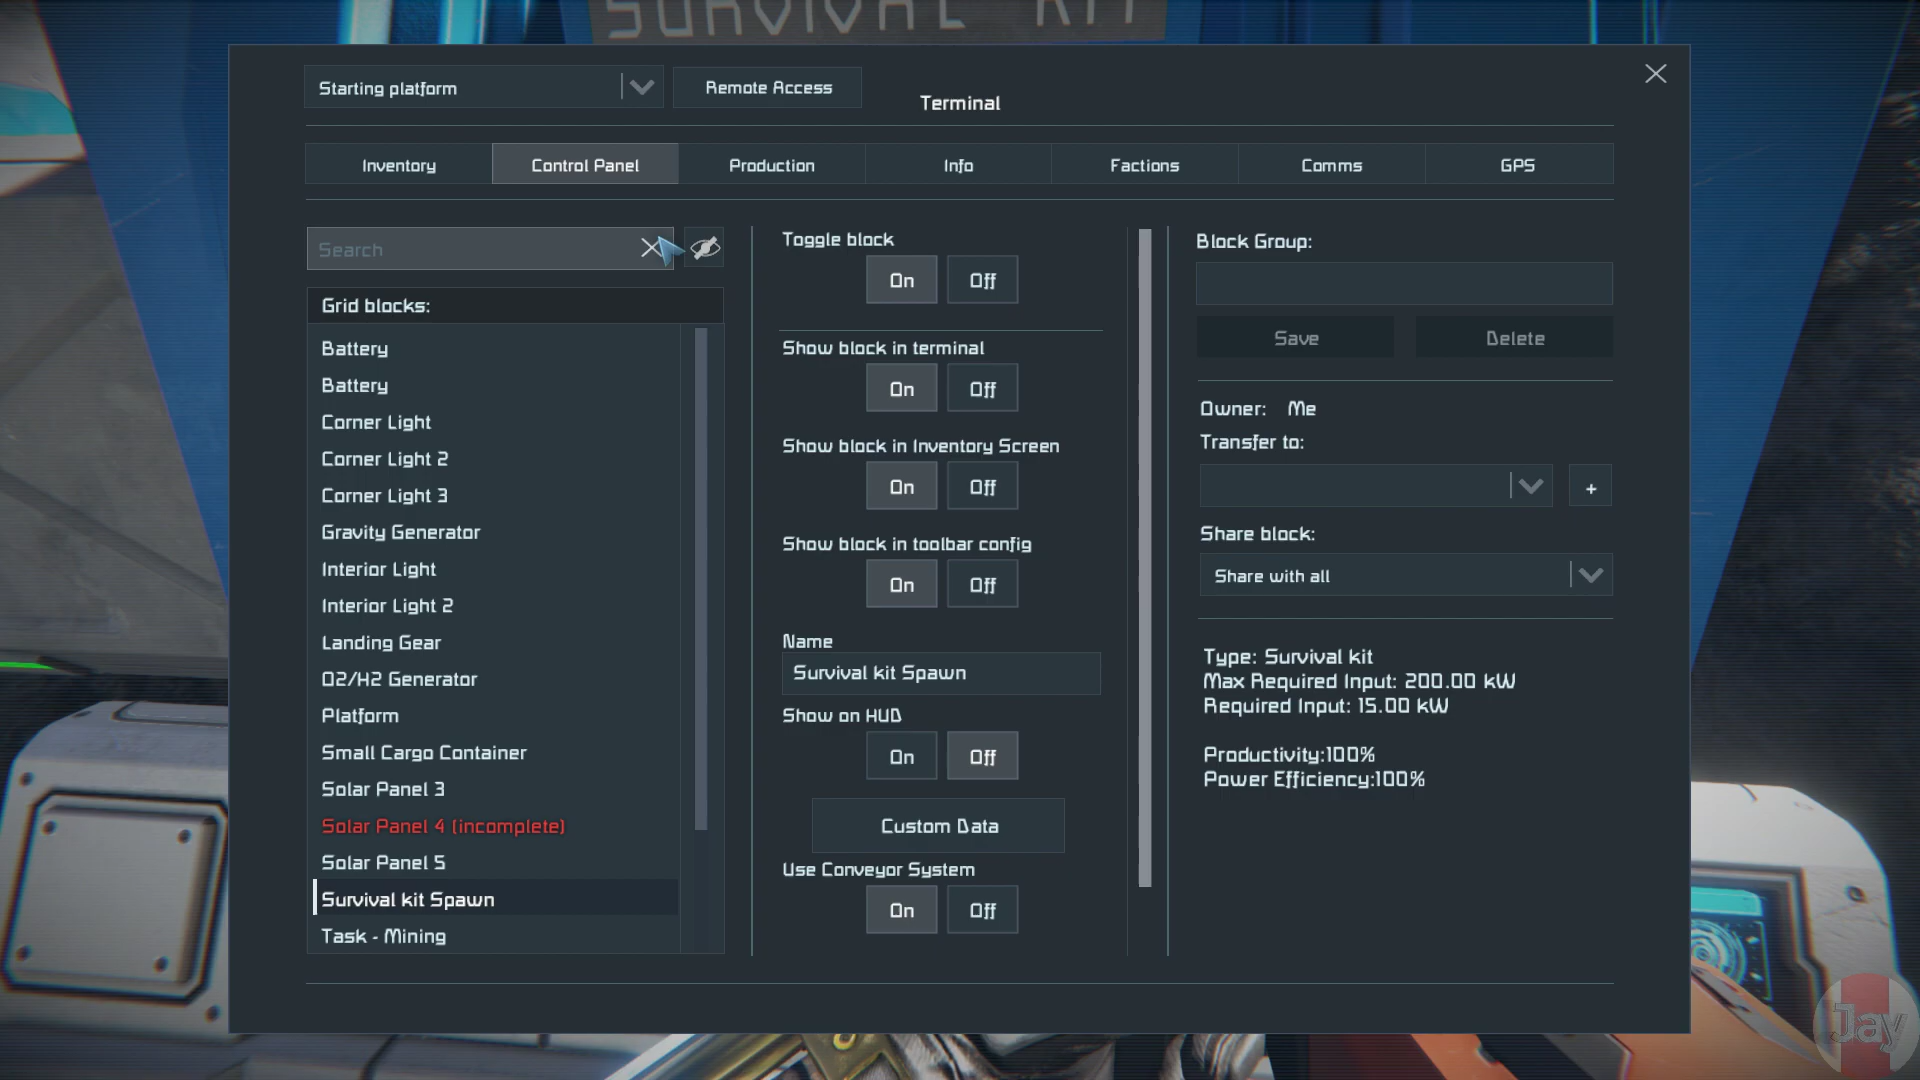 SURVIVAL KIT
Starting platform
Remote Access
Terminal
Inventory
Control Panel
Production
Info
Factions
Comms
GPS
Search
Grid blocks:
Battery
Battery
Corner Light
Corner Light 2
Corner Light 3
Gravity Generator
Interior Light
Interior Light 2
Landing Gear
O2/H2 Generator
Platform
Small Cargo Container
Solar Panel 3
Solar Panel 4 (incomplete)
Solar Panel 5
Survival kit Spawn
Task - Mining
Toggle block
On Off
Show block in terminal
On Off
Show block in Inventory Screen
On Off
Show block in toolbar config
On Off
Name
Survival kit Spawn
Show on HUD
On Off
Custom Data
Use Conveyor System
On Off
Block Group:
Save Delete
Owner: Me
Transfer to:
+
Share block:
Share with all
Type: Survival kit
Max Required Input: 200.00 kW
Required Input: 15.00 kW
Productivity:100%
Power Efficiency:100%
Jay